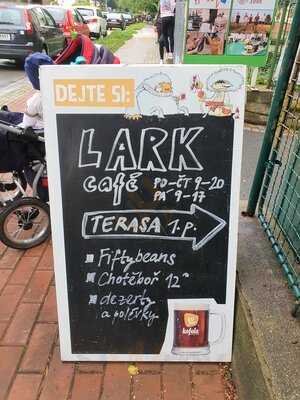 DEJTE SI:
LARK
café PO-ČT 9-20
PÁ 9-17
TERASA 1.P.
Fiftybeans
Chotěboř 12°
dezerty
a polévky
kofola